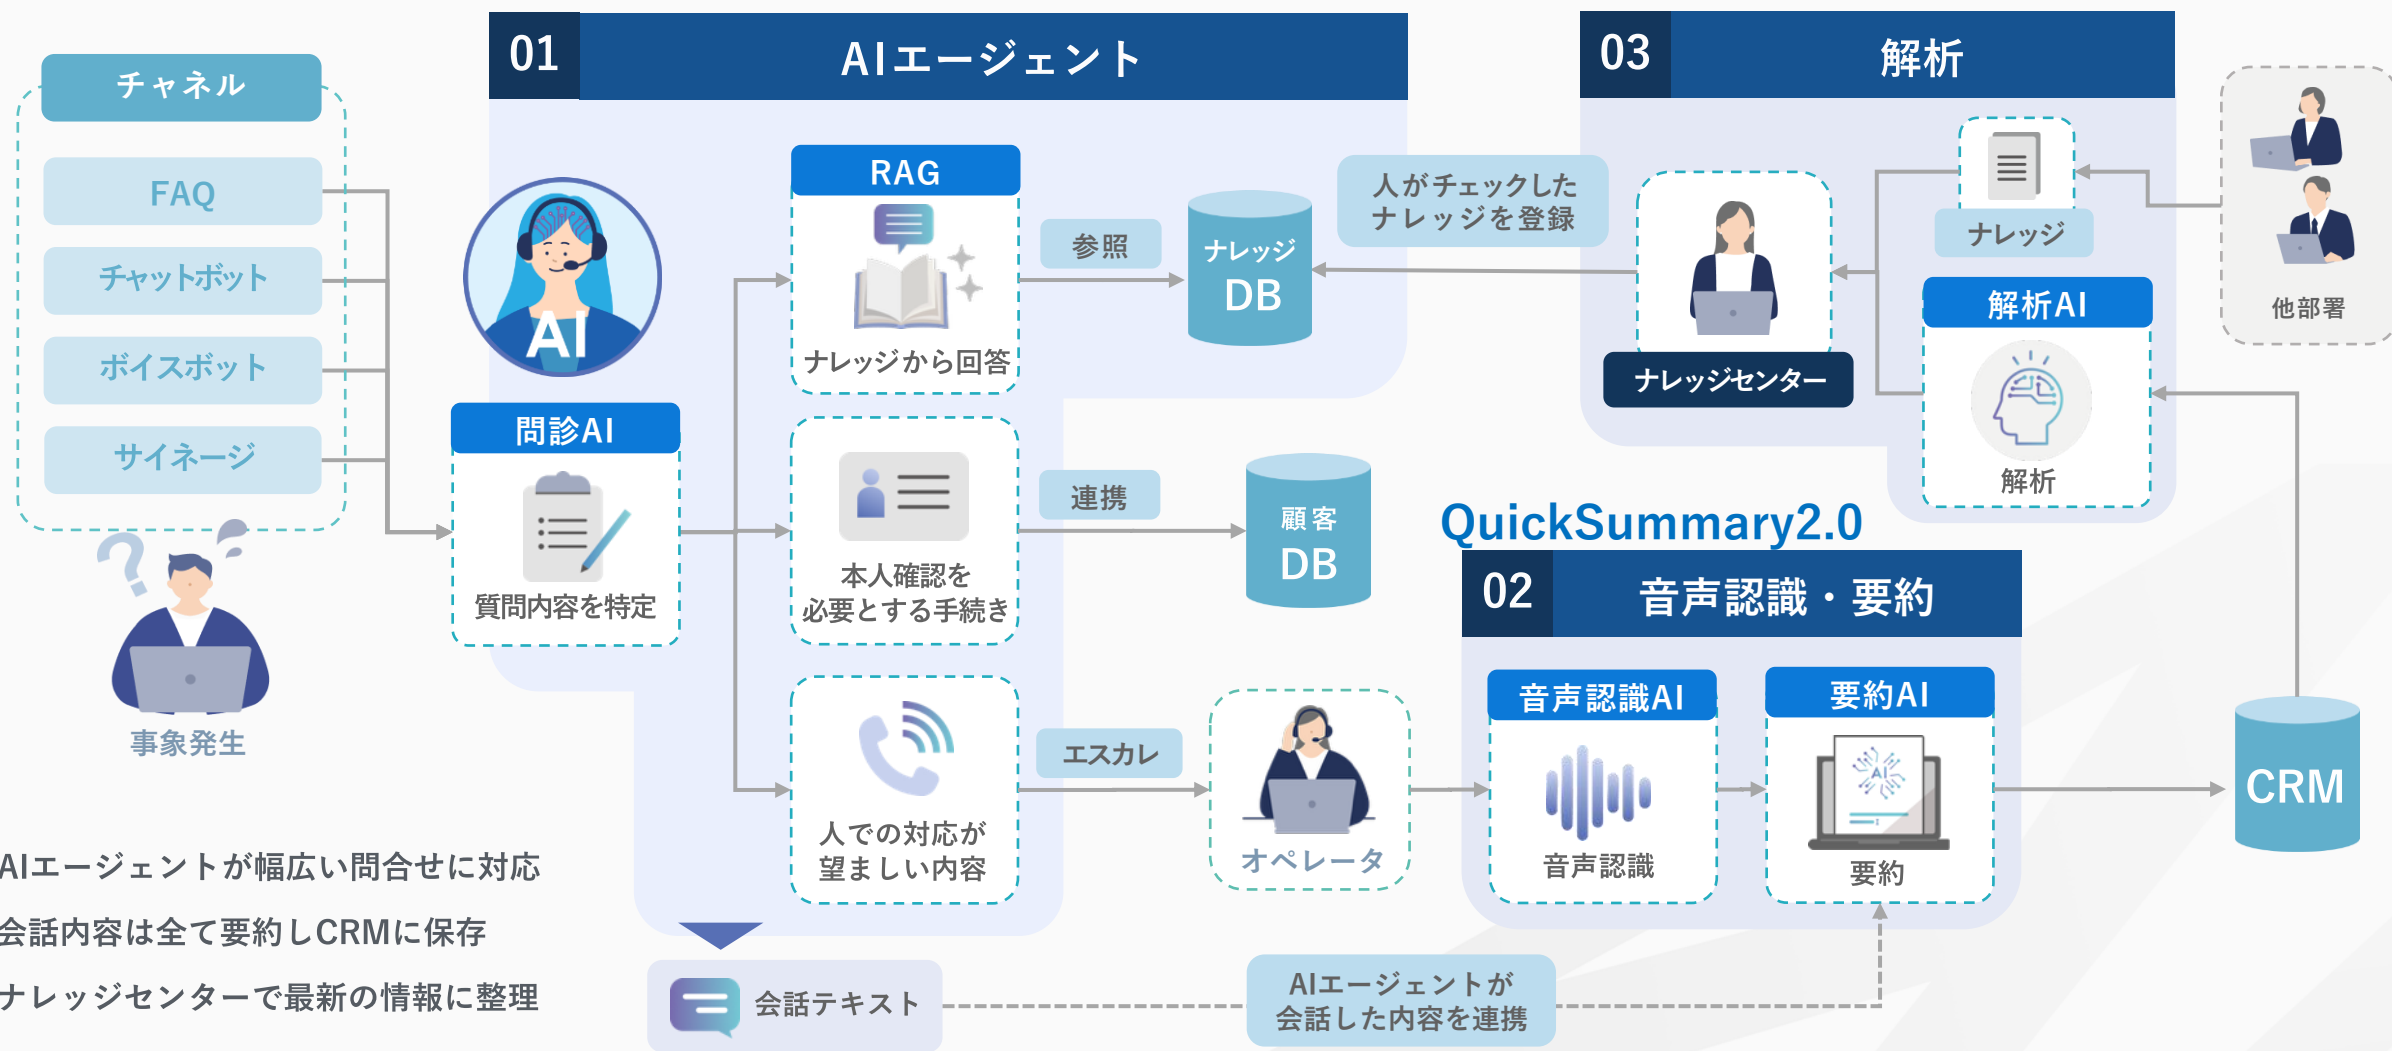 チャネル
FAQ
チャットボット
ボイスボット
サイネージ
事象発生
01
AIエージェント
AI
問診AI
質問内容を特定
RAG
ナレッジから回答
参照
ナレッジ
DB
本人確認を
必要とする手続き
連携
顧客
DB
人での対応が
望ましい内容
エスカレ
オペレータ
03
解析
人がチェックした
ナレッジを登録
ナレッジセンター
ナレッジ
解析AI
解析
他部署
QuickSummary2.0
02
音声認識・要約
音声認識AI
音声認識
要約AI
AI
要約
CRM
AIエージェントが幅広い問合せに対応
会話内容は全て要約しCRMに保存
ナレッジセンターで最新の情報に整理
会話テキスト
AIエージェントが
会話した内容を連携